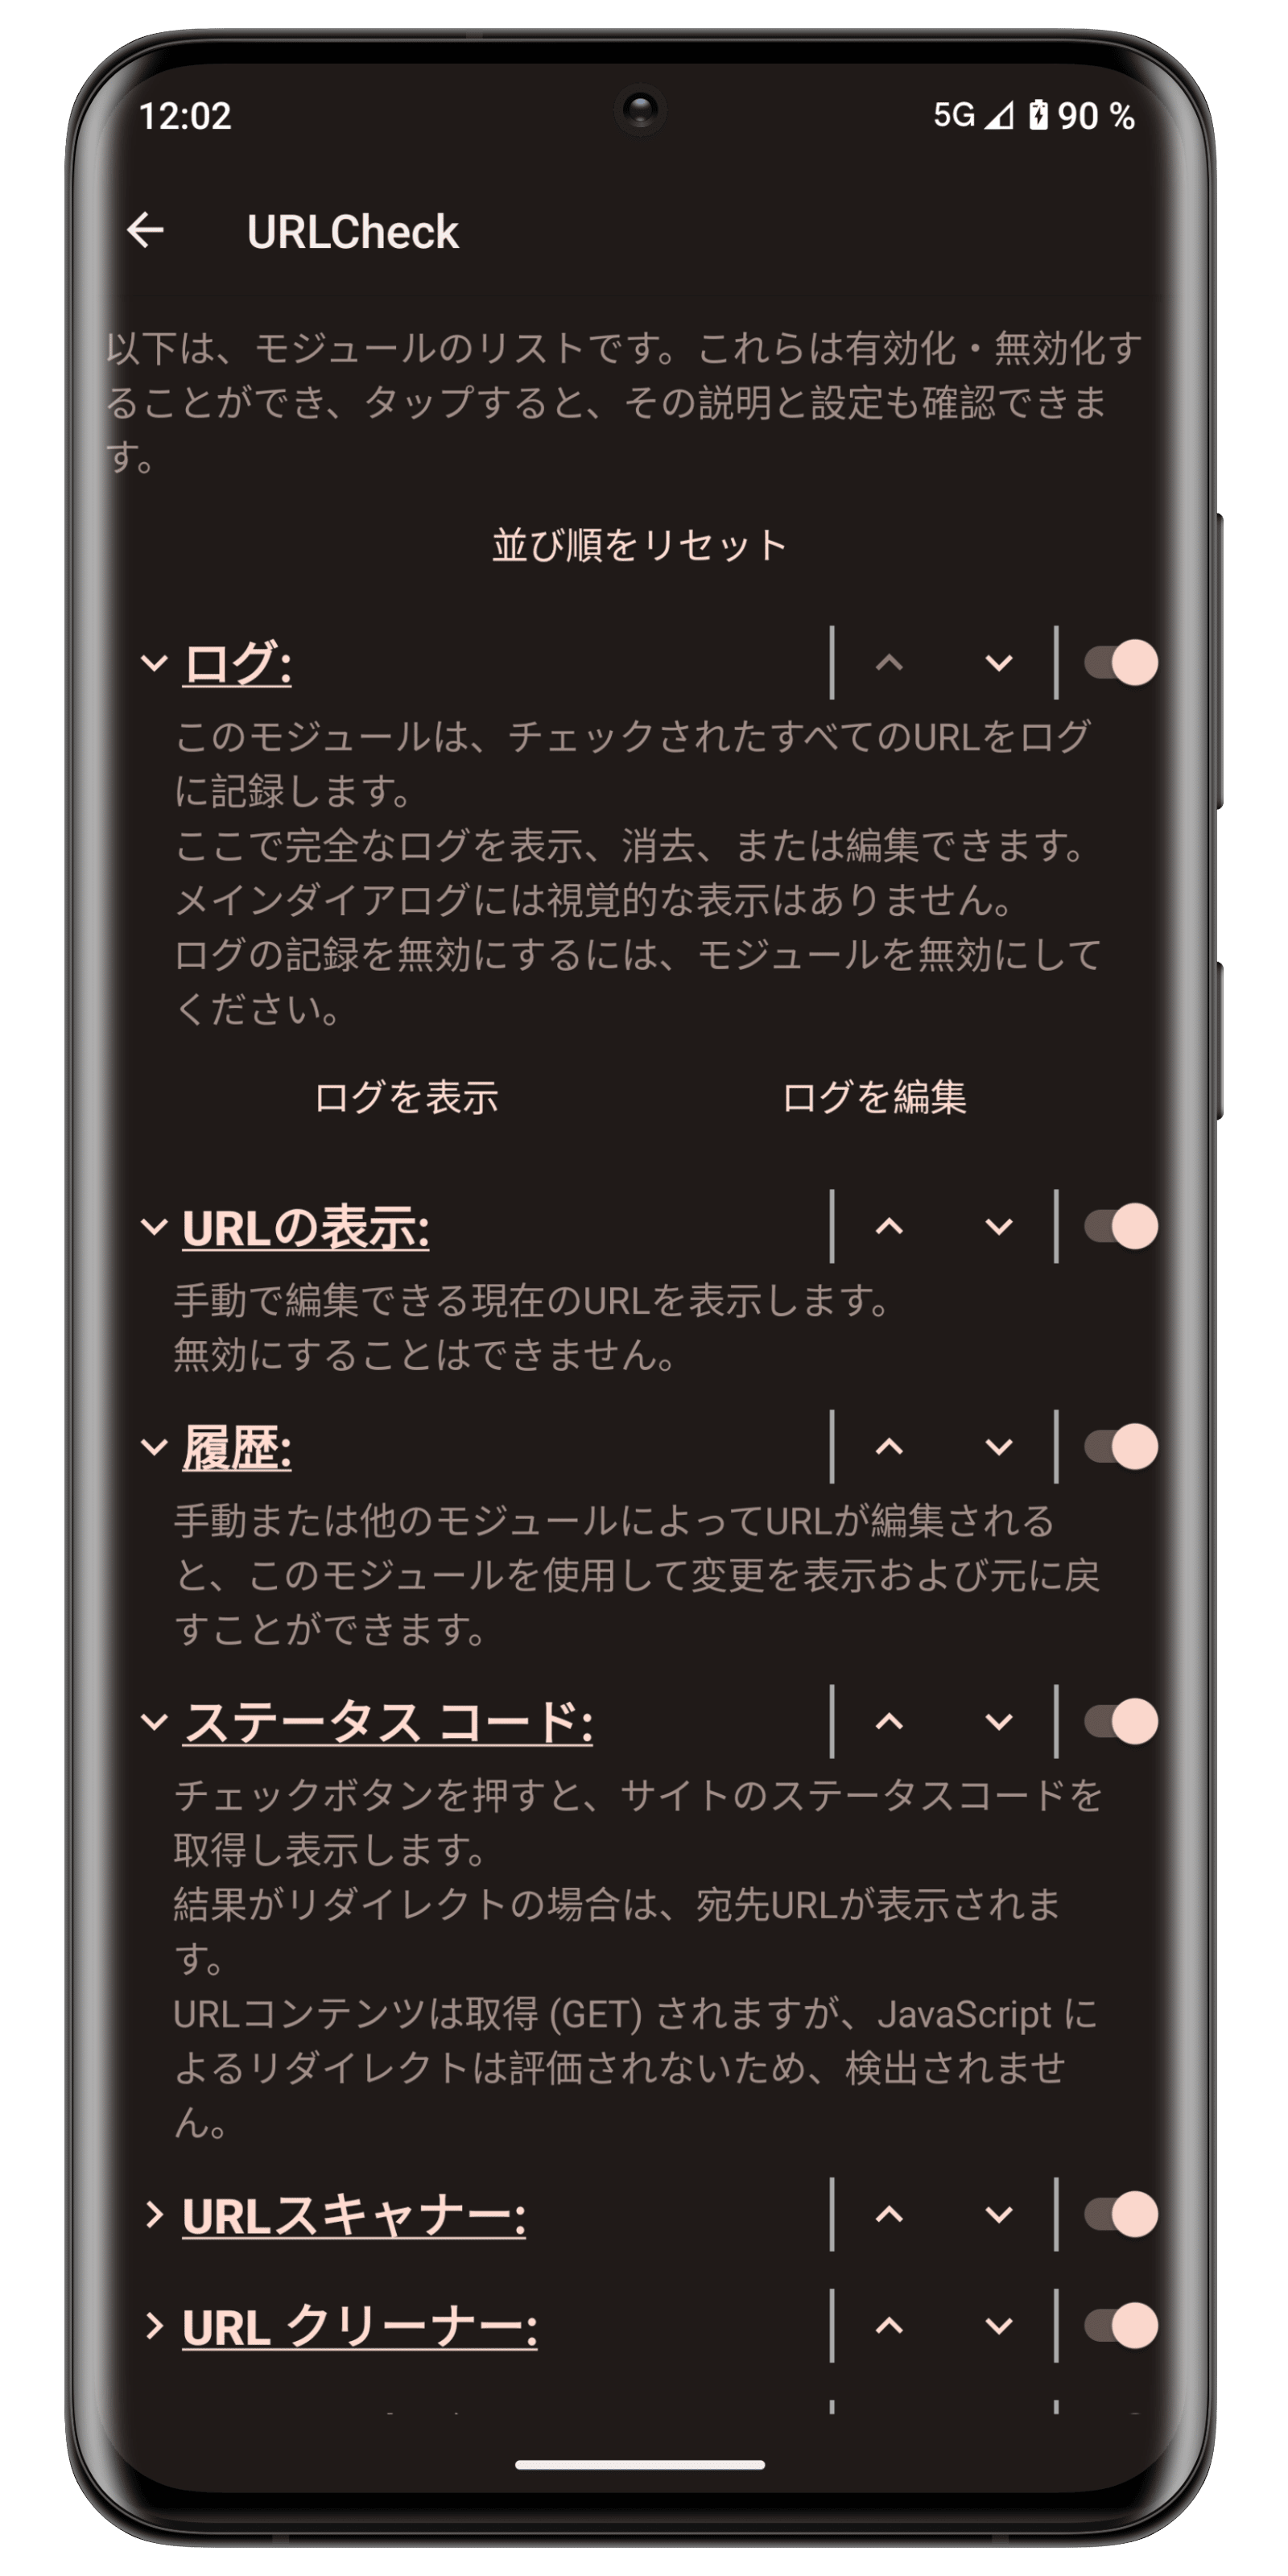 12:02
5G 90 %
URLCheck
以下は、モジュールのリストです。これらは有効化・無効化す
ることができ、タップすると、その説明と設定も確認できま
す。
並び順をリセット
ログ:
このモジュールは、チェックされたすべてのURLをログ
に記録します。
ここで完全なログを表示、消去、または編集できます。
メインダイアログには視覚的な表示はありません。
ログの記録を無効にするには、モジュールを無効にして
ください。
ログを表示
ログを編集
URLの表示:
手動で編集できる現在のURLを表示します。
無効にすることはできません。
履歴:
手動または他のモジュールによってURLが編集される
と、このモジュールを使用して変更を表示および元に戻
すことができます。
ステータス コード:
チェックボタンを押すと、サイトのステータスコードを
取得し表示します。
結果がリダイレクトの場合は、宛先URLが表示されま
す。
URLコンテンツは取得 (GET) されますが、JavaScript に
よるリダイレクトは評価されないため、検出されませ
ん。
URLスキャナー:
URL クリーナー: